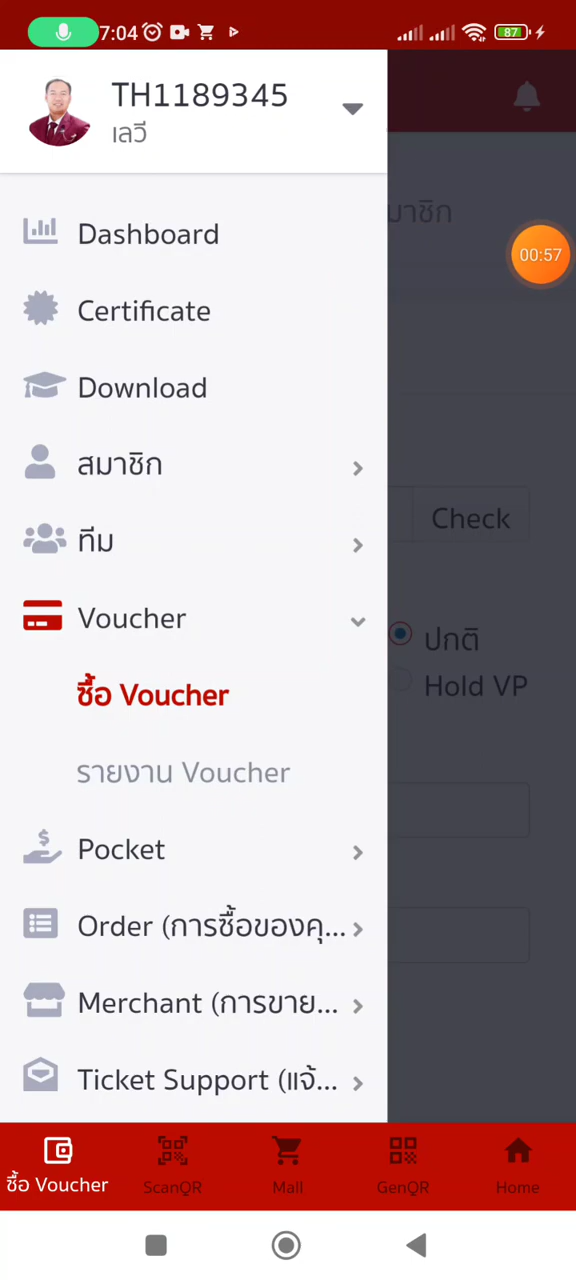 7:04
87
TH1189345
เลวี
มาชิก
00:57
Dashboard
Certificate
Download
สมาชิก
Check
ทีม
Voucher
ปกติ
ซื้อ Voucher
Hold VP
รายงาน Voucher
Pocket
Order (การซื้อของคุ...
Merchant (การขาย...
Ticket Support (แจ้...
ซื้อ Voucher
ScanQR
Mall
GenQR
Home